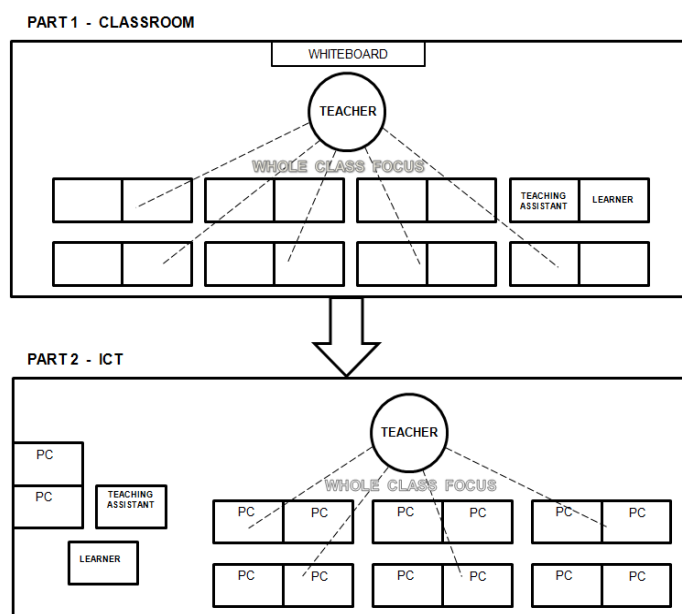 PART 1 - CLASSROOM
WHITEBOARD
TEACHER
WHOLE CLASS FOCUS
TEACHING
ASSISTANT
LEARNER
PART 2 - ICT
TEACHER
PC
WHOLE CLASS FOCUS
PC
TEACHING
ASSISTANT
PC PC PC PC PC PC
LEARNER
PC PC PC PC PC PC